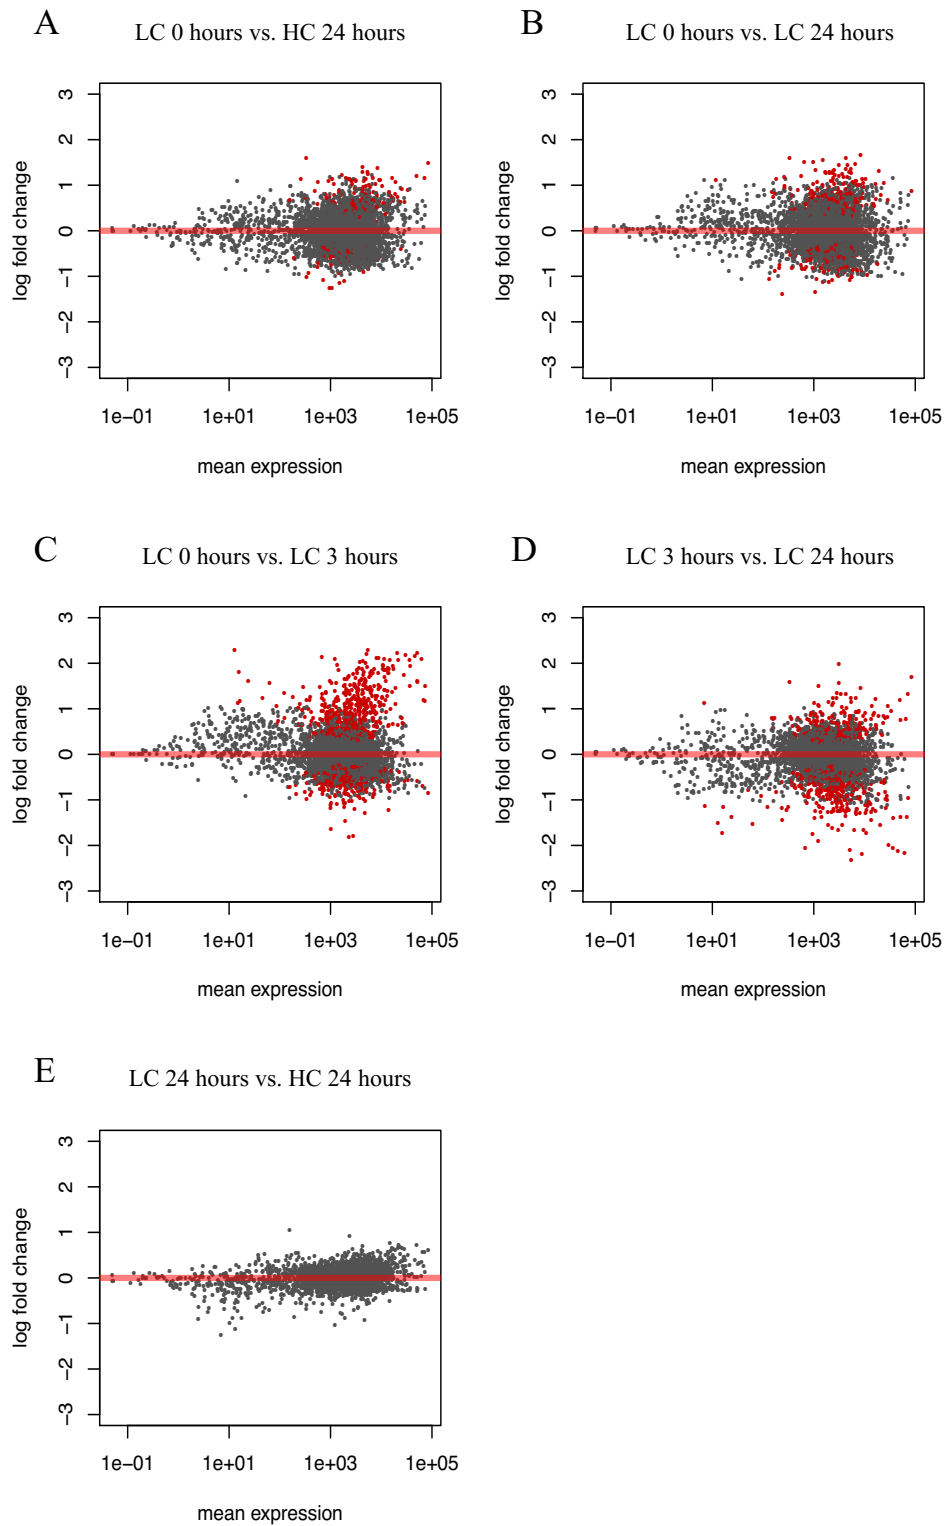 A
LC 0 hours vs. HC 24 hours
log fold change
3
2
1
0
−1
−2
−3
1e−01
1e+01
1e+03
1e+05
mean expression
B
LC 0 hours vs. LC 24 hours
log fold change
3
2
1
0
−1
−2
−3
1e−01
1e+01
1e+03
1e+05
mean expression
C
LC 0 hours vs. LC 3 hours
log fold change
3
2
1
0
−1
−2
−3
1e−01
1e+01
1e+03
1e+05
mean expression
D
LC 3 hours vs. LC 24 hours
log fold change
3
2
1
0
−1
−2
−3
1e−01
1e+01
1e+03
1e+05
mean expression
E
LC 24 hours vs. HC 24 hours
log fold change
3
2
1
0
−1
−2
−3
1e−01
1e+01
1e+03
1e+05
mean expression